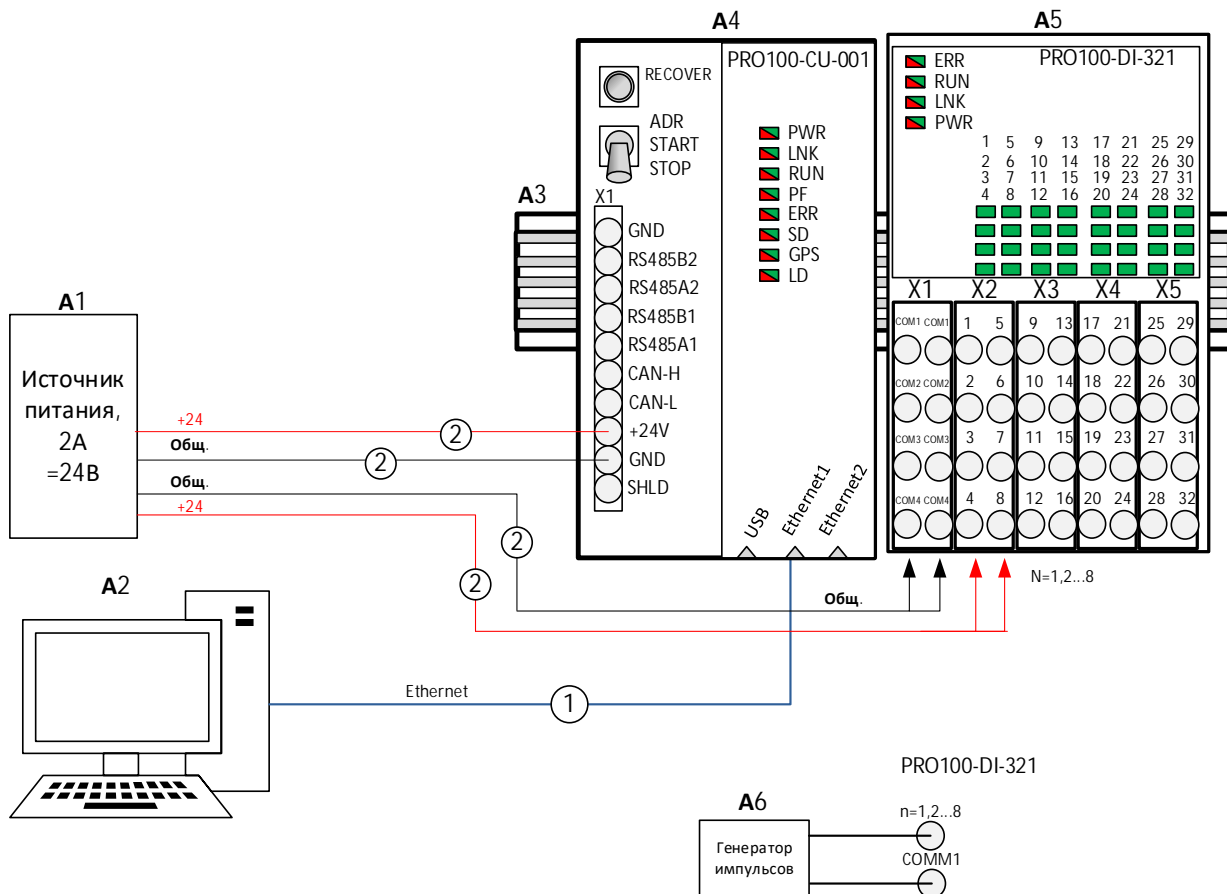 A4
A5
PRO100-CU-001
PRO100-DI-321
RECOVER
ADR
START
STOP
PWR
LNK
RUN
PF
ERR
SD
GPS
LD
ERR
RUN
LNK
PWR
1 5 9 13 17 21 25 29
2 6 10 14 18 22 26 30
3 7 11 15 19 23 27 31
4 8 12 16 20 24 28 32
A3
X1
GND
RS485B2
RS485A2
RS485B1
RS485A1
CAN-H
CAN-L
+24V
GND
SHLD
USB
Ethernet1
Ethernet2
X1 X2 X3 X4 X5
COM1 COM1 1 5 9 13 17 21 25 29
COM2 COM2 2 6 10 14 18 22 26 30
COM3 COM3 3 7 11 15 19 23 27 31
COM4 COM4 4 8 12 16 20 24 28 32
N=1,2...8
A1
Источник
питания,
2А
=24В
+24
2
Общ.
2
Общ.
2
+24
2
Общ.
A2
Ethernet
1
PRO100-DI-321
A6
Генератор
импульсов
n=1,2...8
COMM1